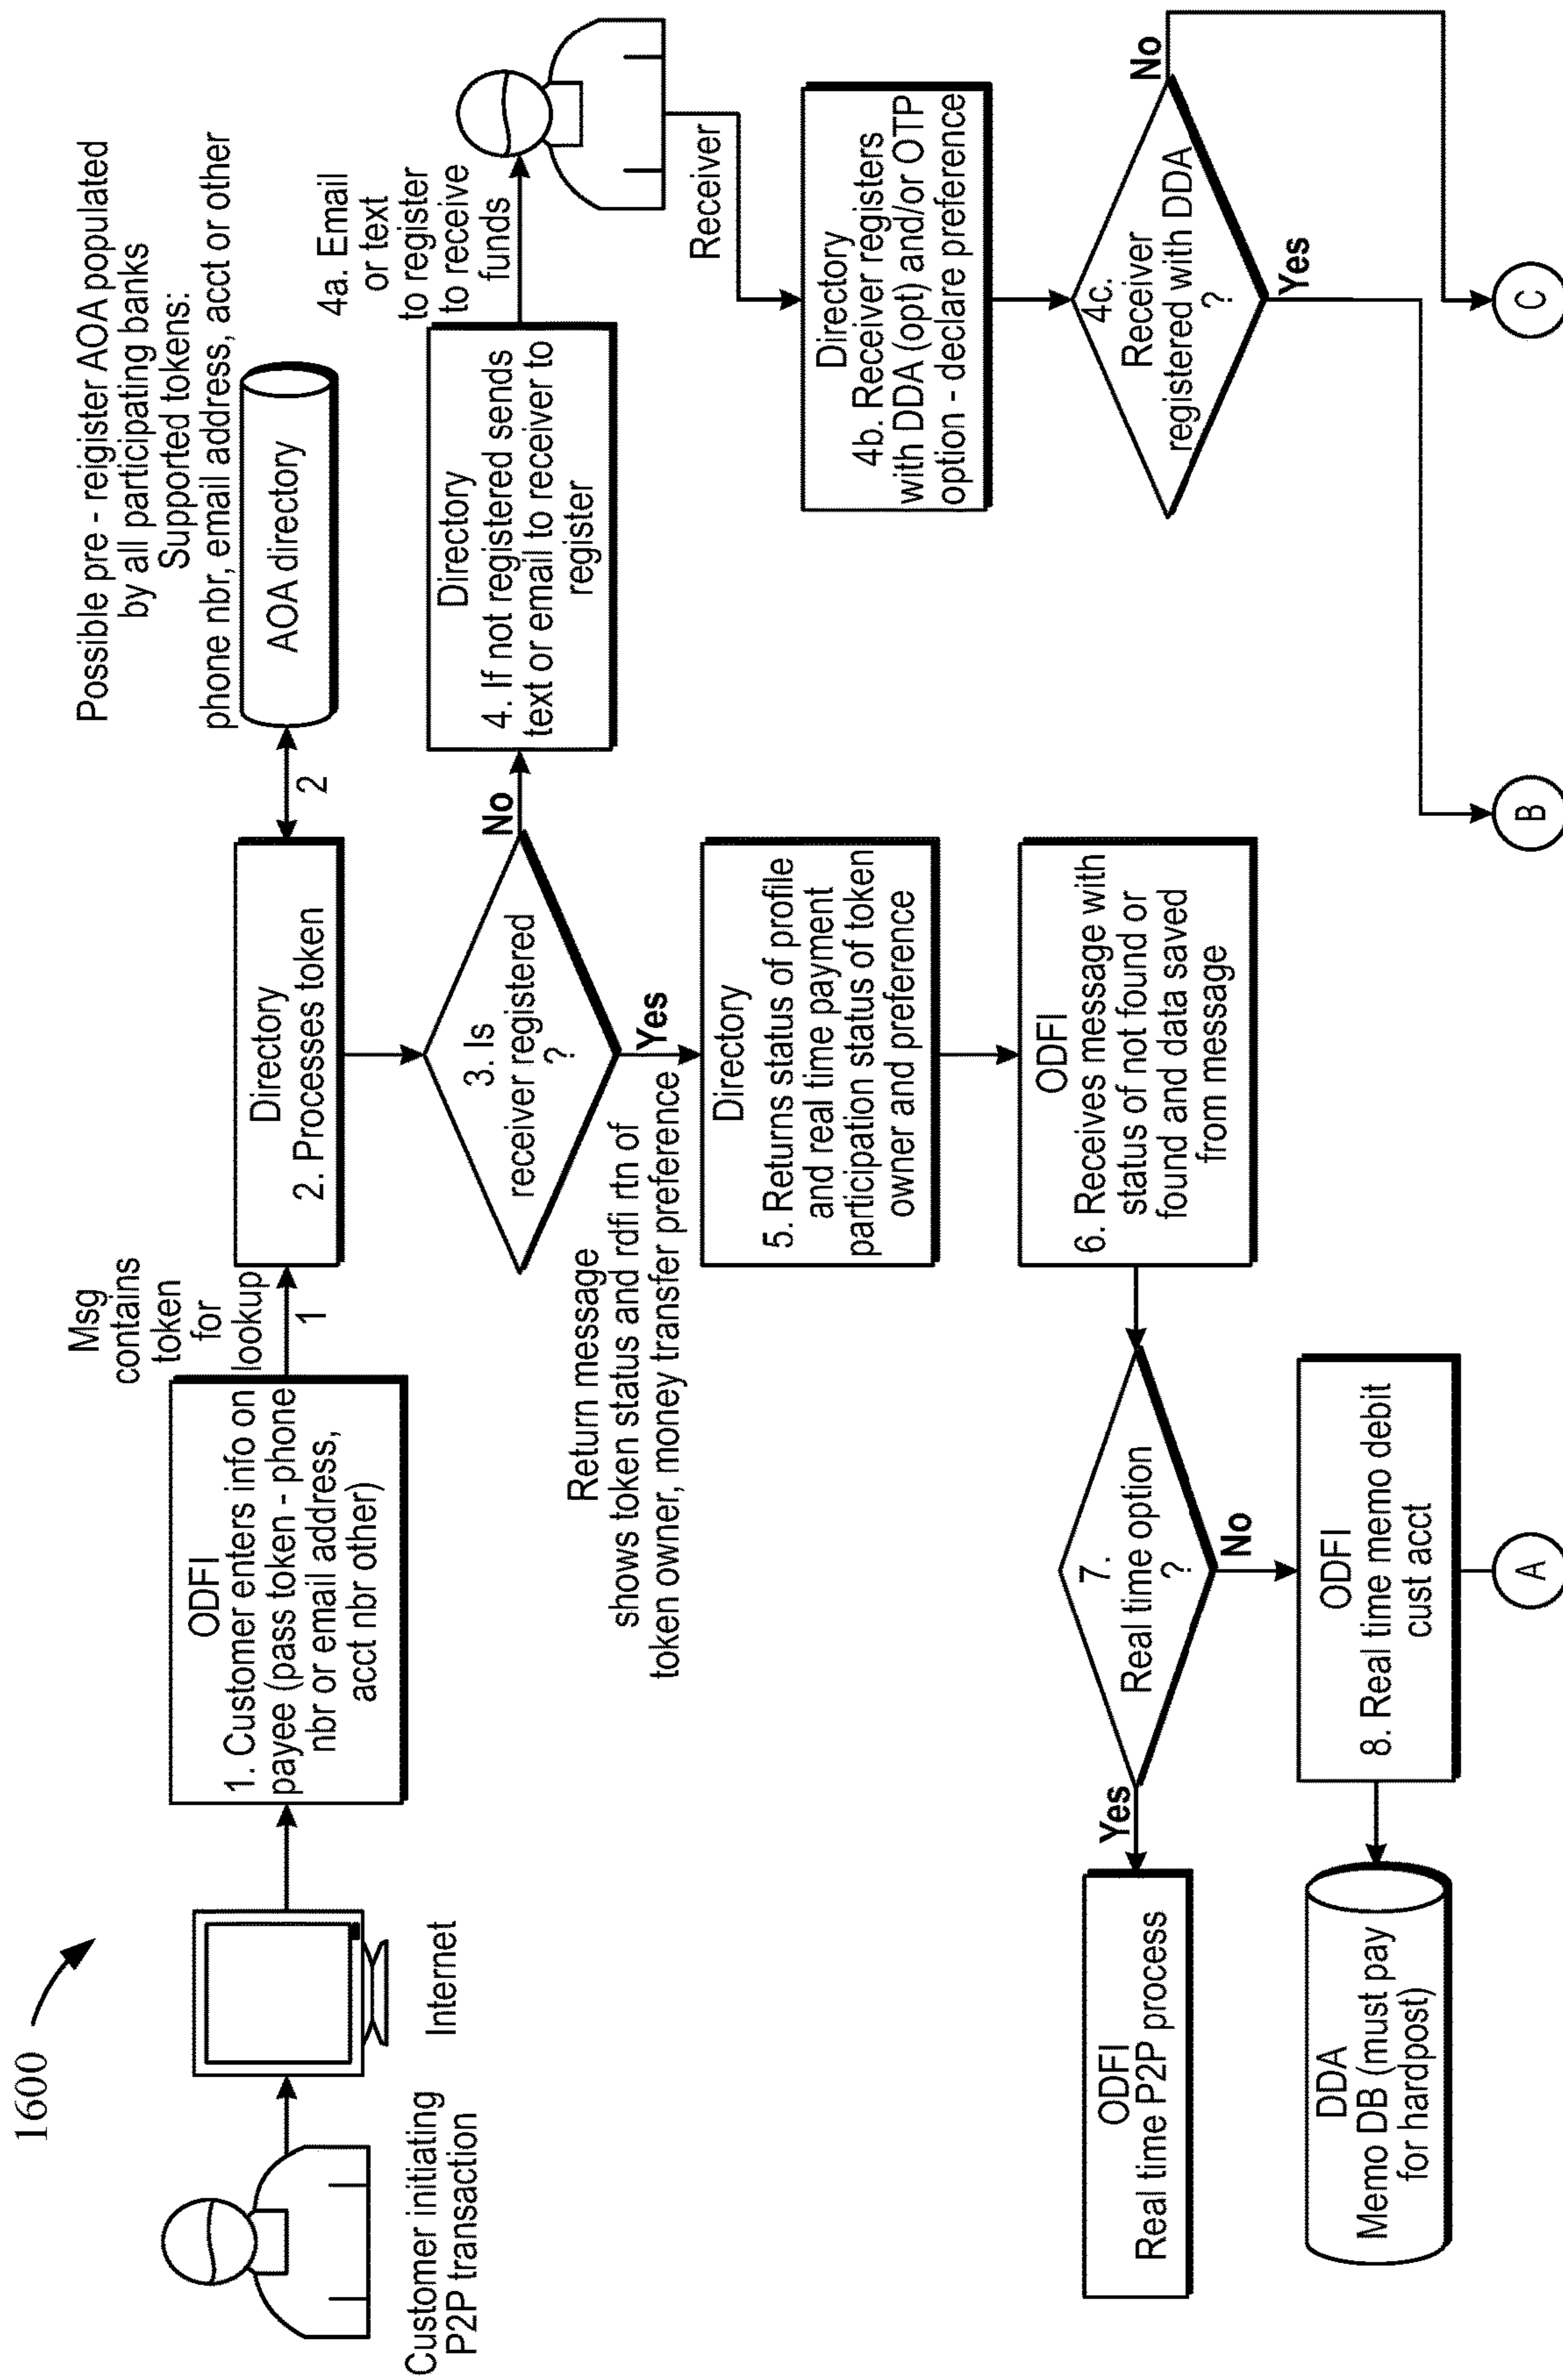 1600
Customer initiating
P2P transaction
Internet
ODFI
1. Customer enters info on
payee (pass token - phone
nbr or email address,
acct nbr other)
Msg
contains
token
for
lookup
1
Directory
2. Processes token
2
Possible pre - reigister AOA populated
by all participating banks
Supported tokens:
phone nbr, email address, acct or other
AOA directory
3. Is
receiver registered
?
No
Yes
Directory
4. If not registered sends
text or email to receiver to
register
4a. Email
or text
to register
to receive
funds
Receiver
Directory
4b. Receiver registers
with DDA (opt) and/or OTP
option - declare preference
4c.
Receiver
registered with DDA
?
No
Yes
C
B
Return message
shows token status and rdfi rtn of
token owner, money transfer preference
Directory
5. Returns status of profile
and real time payment
participation status of token
owner and preference
ODFI
6. Receives message with
status of not found or
found and data saved
from message
7.
Real time option
?
Yes
No
ODFI
Real time P2P process
ODFI
8. Real time memo debit
cust acct
DDA
Memo DB (must pay
for hardpost)
A